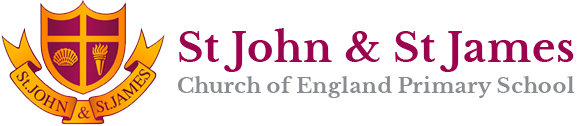 St John & St James
Church of England Primary School
St.JOHN & St.JAMES